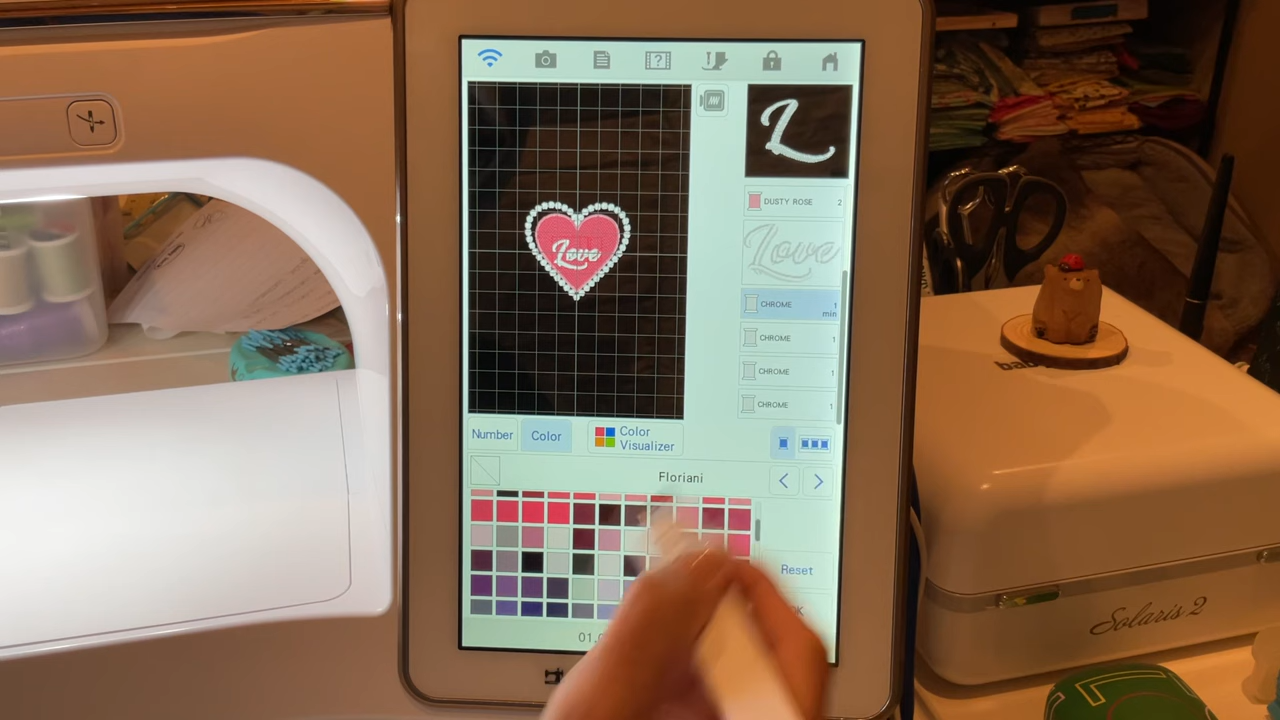 ?
L
DUSTY ROSE 2
Love
Love
CHROME 1
min
CHROME 1
CHROME 1
CHROME 1
Number
Color
Color
Visualizer
Floriani
Reset
Solaris 2